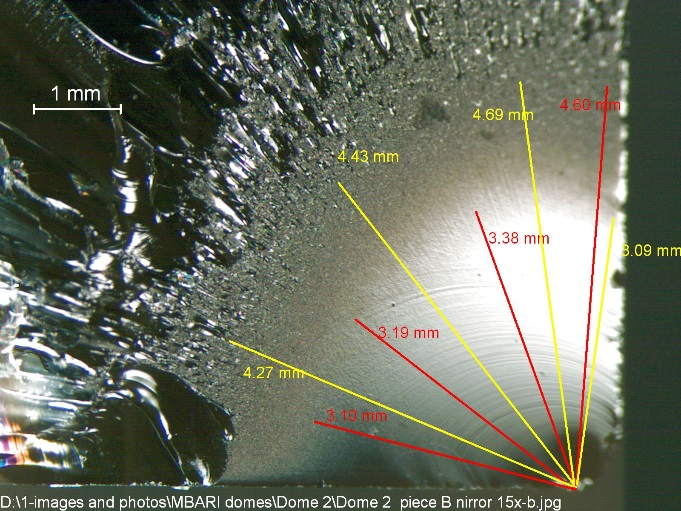 1 mm
4.60 mm
4.69 mm
4.43 mm
3.38 mm
3.09 mm
3.19 mm
4.27 mm
3.10 mm
D:\1-images and photos\MBARI domes\Dome 2\Dome 2  piece B nirror 15x-b.jpg